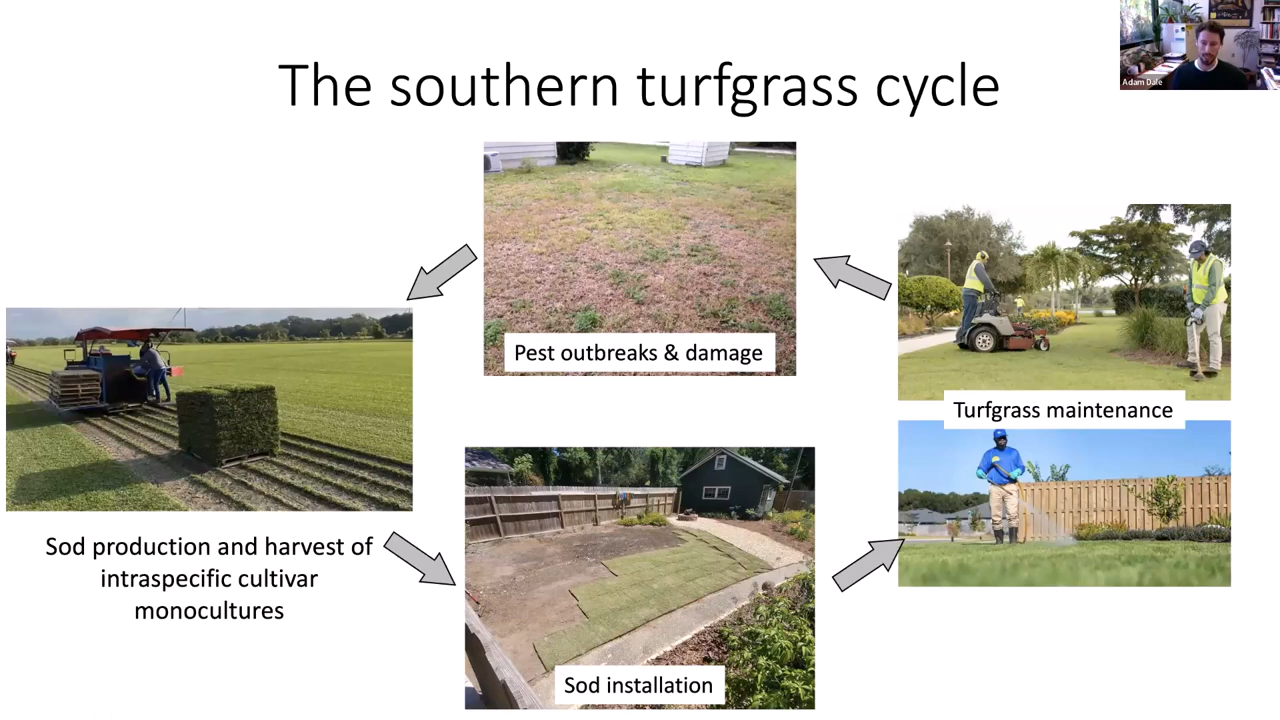 The southern turfgrass cycle
Adam Dale
Pest outbreaks & damage
Turfgrass maintenance
Sod production and harvest of
intraspecific cultivar
monocultures
Sod installation